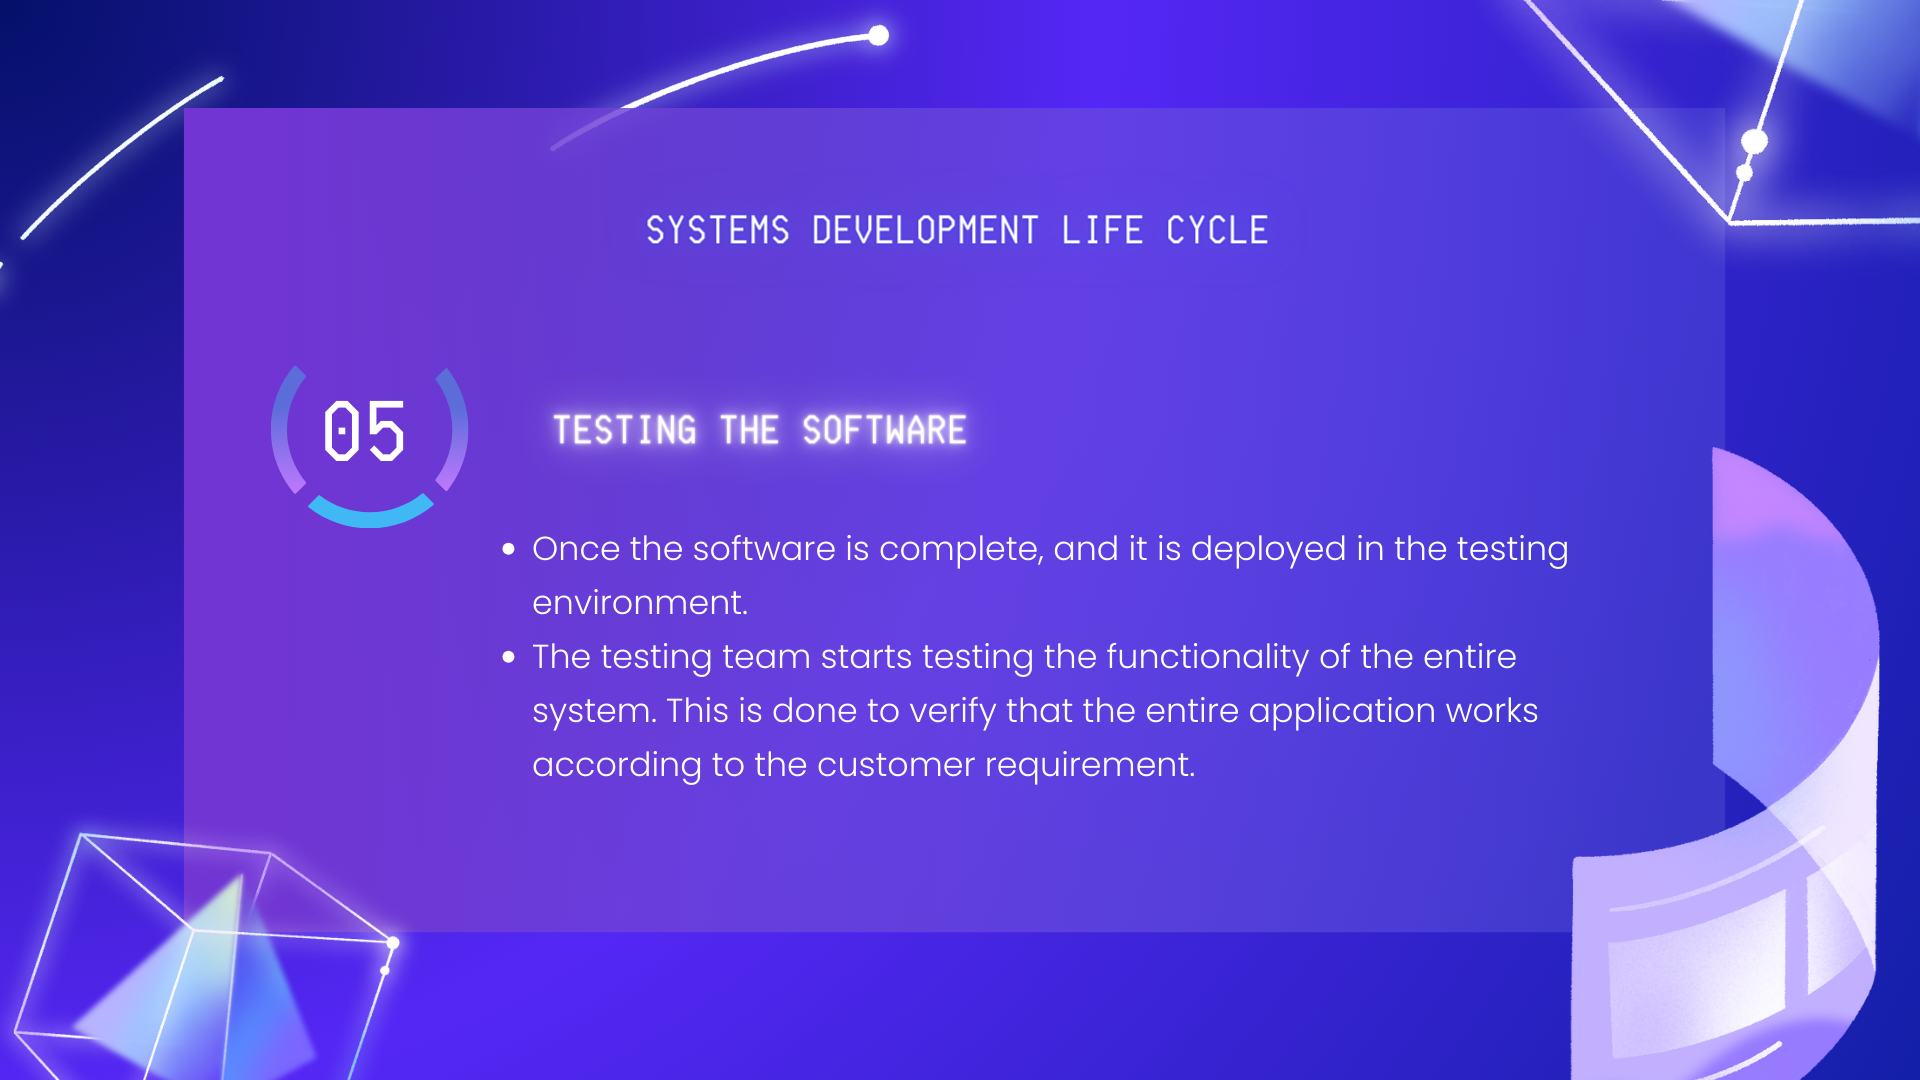 SYSTEMS DEVELOPMENT LIFE CYCLE
05
TESTING THE SOFTWARE
• Once the software is complete, and it is deployed in the testing
environment.
• The testing team starts testing the functionality of the entire
system. This is done to verify that the entire application works
according to the customer requirement.